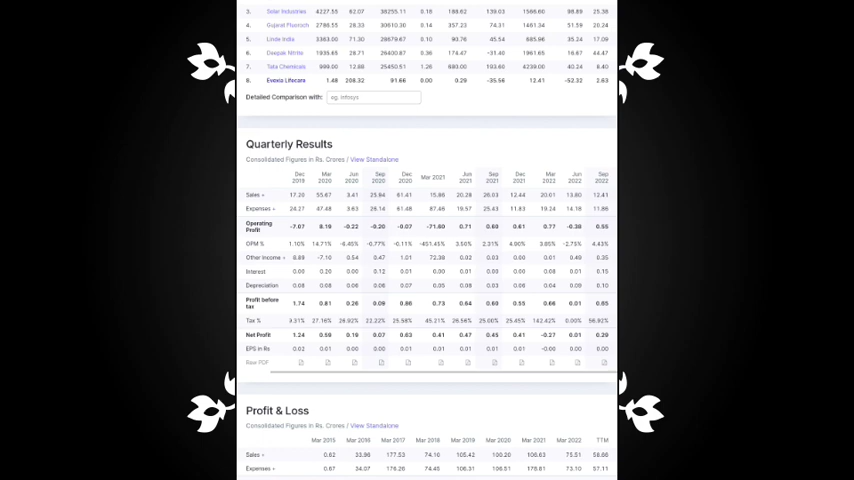 3. Solar Industries 4227.55 62.07 38255.11 0.18 188.62 139.03 1566.60 98.89 25.38
4. Gujarat Fluoroch 2786.55 28.33 30610.30 0.14 357.23 74.31 1461.34 51.59 20.24
5. Linde India 3363.00 71.30 28679.67 0.10 90.76 45.54 685.96 35.24 17.09
6. Deepak Nitrite 1935.65 28.71 26400.87 0.36 174.47 -31.40 1961.65 16.67 44.47
7. Tata Chemicals 999.00 12.88 25450.51 1.26 680.00 193.60 4239.00 40.24 8.40
8. Evexia Lifecare 1.48 208.32 91.66 0.00 0.29 -35.56 12.41 -52.32 2.63
Detailed Comparison with: eg. Infosys
Quarterly Results
Consolidated Figures in Rs. Crores / View Standalone
Dec 2019 Mar 2020 Jun 2020 Sep 2020 Dec 2020 Mar 2021 Jun 2021 Sep 2021 Dec 2021 Mar 2022 Jun 2022 Sep 2022
Sales + 17.20 55.67 3.41 25.94 61.41 15.86 20.28 26.03 12.44 20.01 13.80 12.41
Expenses + 24.27 47.48 3.63 26.14 61.48 87.46 19.57 25.43 11.83 19.24 14.18 11.86
Operating Profit -7.07 8.19 -0.22 -0.20 -0.07 -71.60 0.71 0.60 0.61 0.77 -0.38 0.55
OPM % 1.10% 14.71% -6.45% -0.77% -0.11% -451.45% 3.50% 2.31% 4.90% 3.85% -2.75% 4.43%
Other Income + 8.89 -7.10 0.54 0.47 1.01 72.38 0.02 0.03 0.00 0.01 0.49 0.35
Interest 0.00 0.20 0.00 0.12 0.00 0.00 0.01 0.00 0.00 0.08 0.01 0.15
Depreciation 0.08 0.08 0.06 0.06 0.07 0.05 0.08 0.03 0.06 0.04 0.09 0.10
Profit before tax 1.74 0.81 0.26 0.09 0.86 0.73 0.64 0.60 0.55 0.66 0.01 0.65
Tax % 9.31% 27.16% 26.92% 22.22% 25.58% 45.21% 26.56% 25.00% 25.45% 142.42% 0.00% 56.92%
Net Profit 1.24 0.59 0.19 0.07 0.63 0.41 0.47 0.45 0.41 -0.27 0.01 0.29
EPS in Rs 0.02 0.01 0.00 0.00 0.01 0.01 0.01 0.01 0.01 -0.00 0.00 0.00
Raw PDF
Profit & Loss
Consolidated Figures in Rs. Crores / View Standalone
Mar 2015 Mar 2016 Mar 2017 Mar 2018 Mar 2019 Mar 2020 Mar 2021 Mar 2022 TTM
Sales + 0.62 33.96 177.53 74.16 105.42 100.20 106.63 75.51 58.66
Expenses + 0.67 34.07 176.26 74.45 106.31 106.51 178.81 73.10 57.11